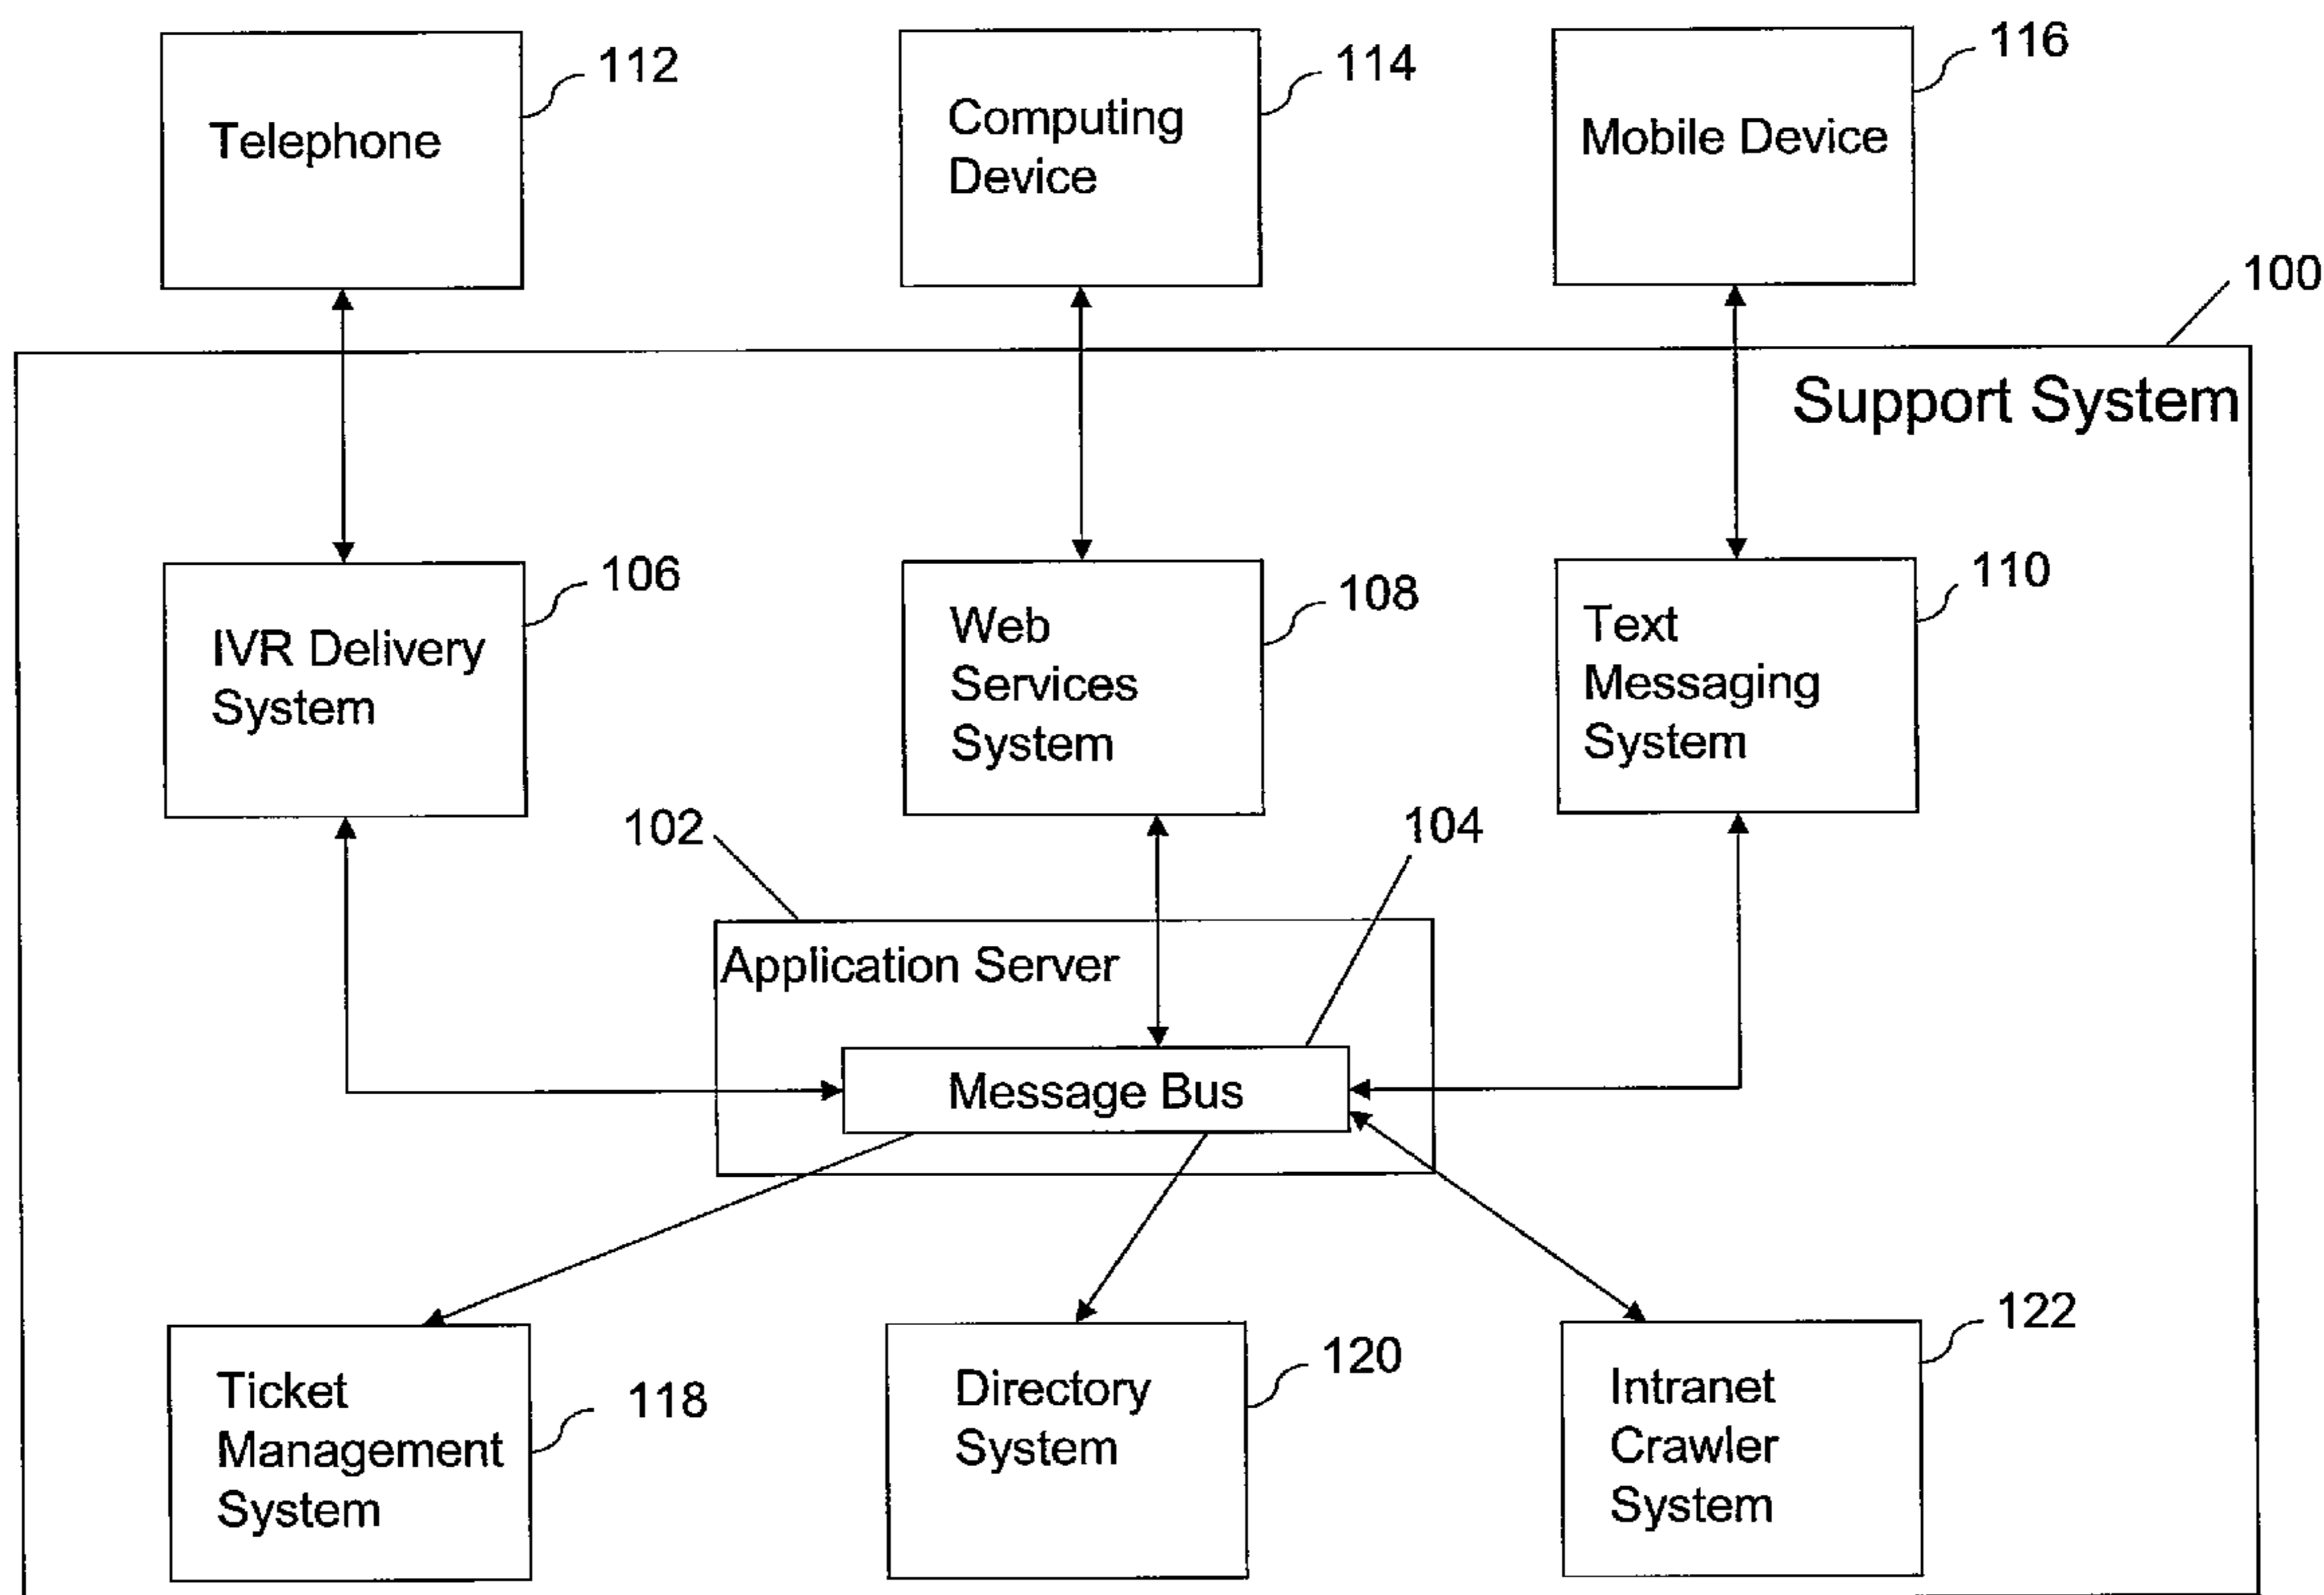 112
Telephone
114
Computing
Device
116
Mobile Device
100
Support System
106
IVR Delivery
System
108
Web
Services
System
110
Text
Messaging
System
102
104
Application Server
Message Bus
118
Ticket
Management
System
120
Directory
System
122
Intranet
Crawler
System